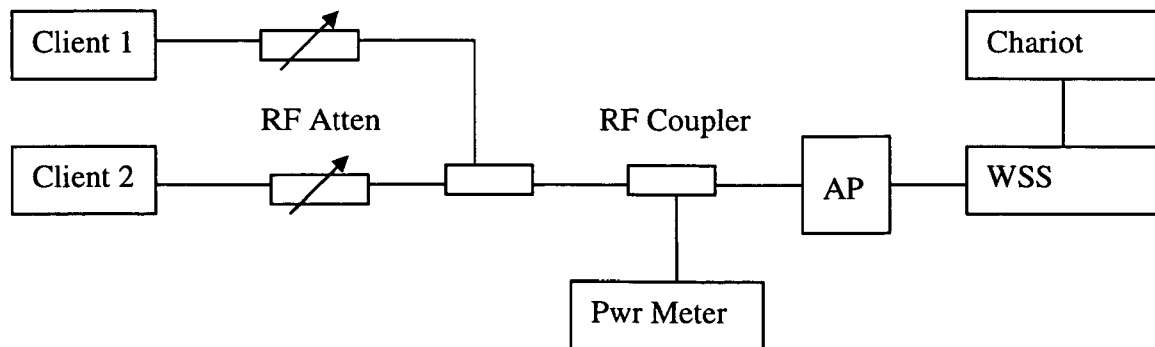 Client 1
Chariot
RF Atten
RF Coupler
Client 2
AP
WSS
Pwr Meter